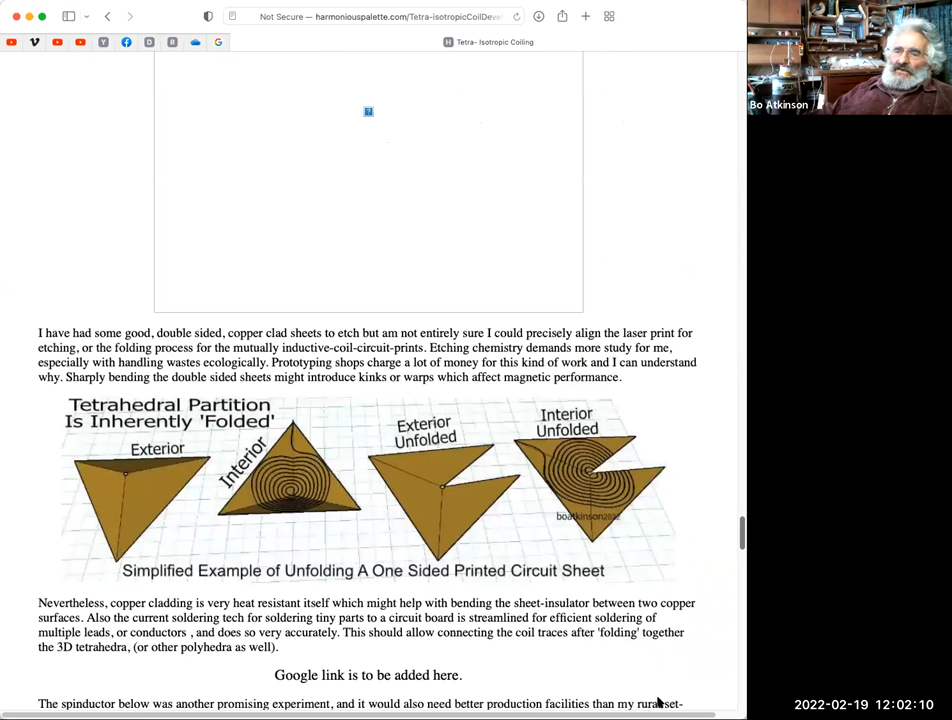 Not Secure — harmoniouspalette.com/Tetra-isotropicCoilDeve
Tetra- Isotropic Coiling
Bo Atkinson
I have had some good, double sided, copper clad sheets to etch but am not entirely sure I could precisely align the laser print for
etching, or the folding process for the mutually inductive-coil-circuit-prints. Etching chemistry demands more study for me,
especially with handling wastes ecologically. Prototyping shops charge a lot of money for this kind of work and I can understand
why. Sharply bending the double sided sheets might introduce kinks or warps which affect magnetic performance.
Tetrahedral Partition
Is Inherently 'Folded'
Exterior
Interior
Exterior
Unfolded
Interior
Unfolded
boatkinson2022
Simplified Example of Unfolding A One Sided Printed Circuit Sheet
Nevertheless, copper cladding is very heat resistant itself which might help with bending the sheet-insulator between two copper
surfaces. Also the current soldering tech for soldering tiny parts to a circuit board is streamlined for efficient soldering of
multiple leads, or conductors , and does so very accurately. This should allow connecting the coil traces after 'folding' together
the 3D tetrahedra, (or other polyhedra as well).
Google link is to be added here.
The spinductor below was another promising experiment, and it would also need better production facilities than my rural set-
2022-02-19 12:02:10